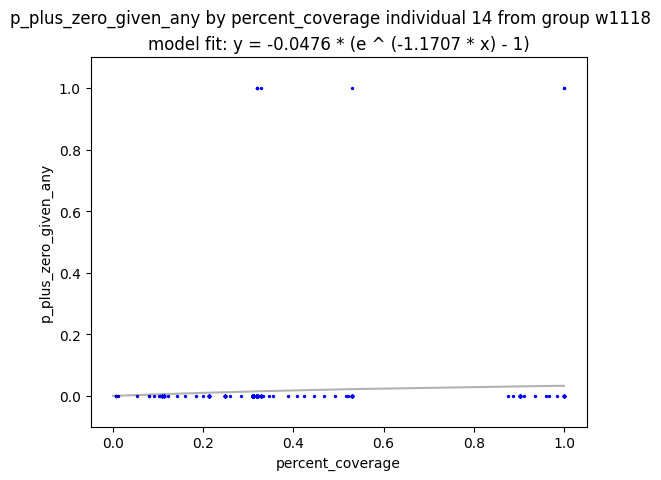 p_plus_zero_given_any by percent_coverage individual 14 from group w1118
model fit: y = -0.0476 * (e ^ (-1.1707 * x) - 1)
1.0
0.8
0.6
0.4
0.2
0.0
p_plus_zero_given_any
0.0 0.2 0.4 0.6 0.8 1.0
percent_coverage